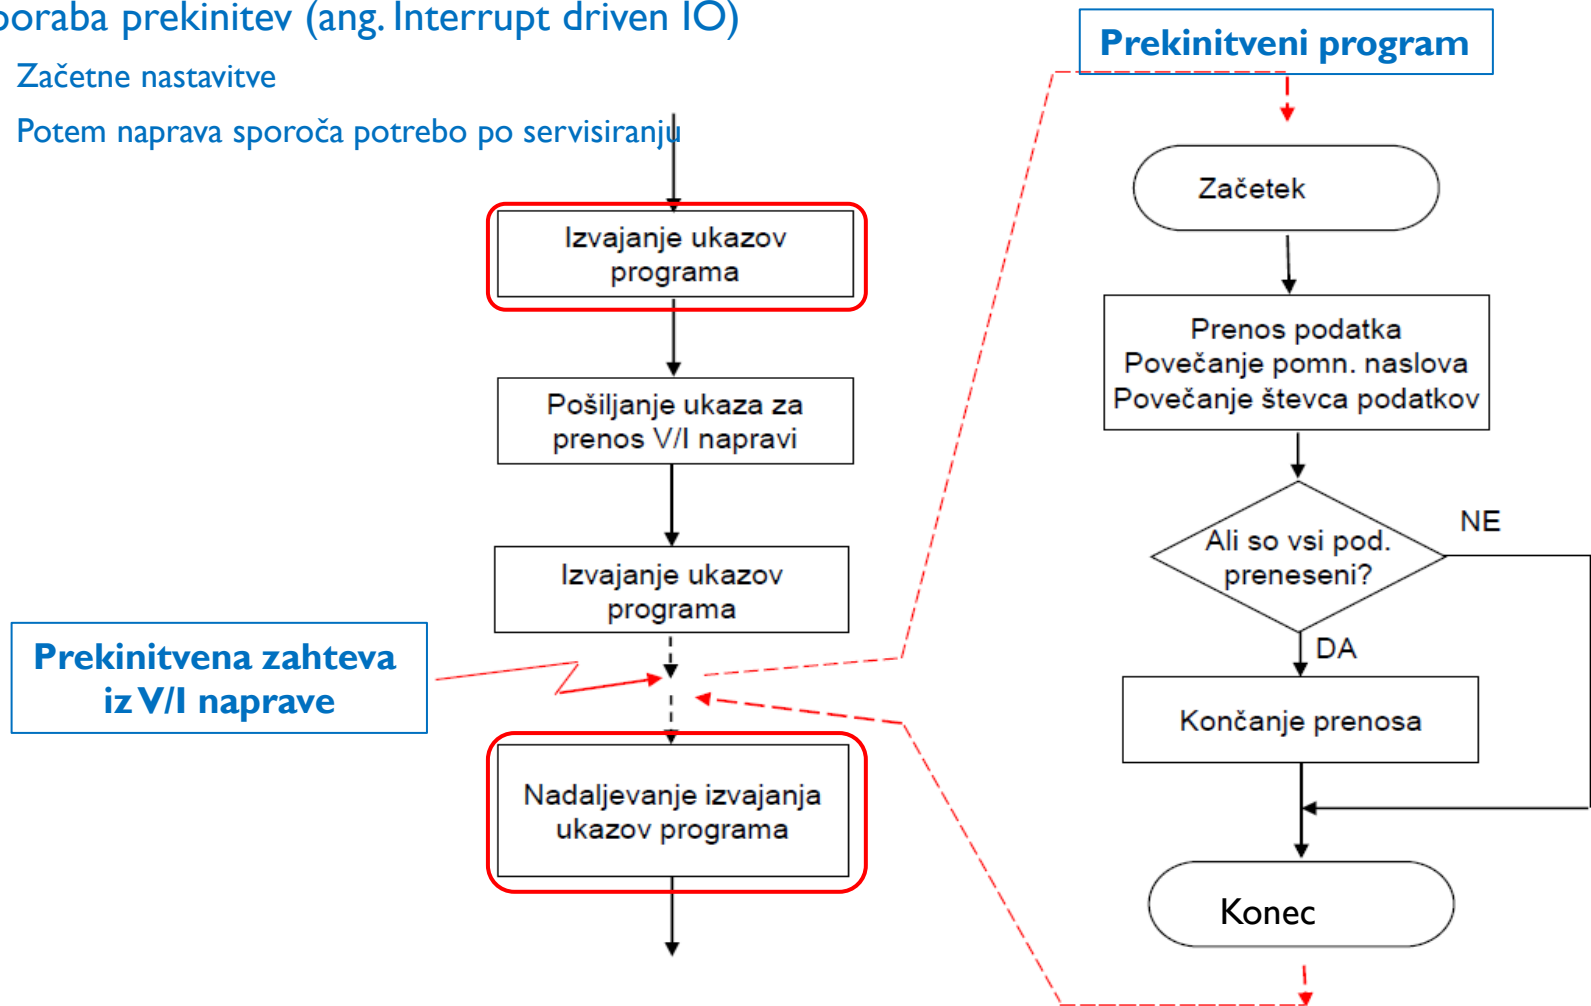 poraba prekinitev (ang. Interrupt driven IO)
Začetne nastavitve
Potem naprava sporoča potrebo po servisiranju
Izvajanje ukazov
programa
Pošiljanje ukaza za
prenos V/I napravi
Izvajanje ukazov
programa
Prekinitvena zahteva
iz V/I naprave
Nadaljevanje izvajanja
ukazov programa
Prekinitveni program
Začetek
Prenos podatka
Povečanje pomn. naslova
Povečanje števca podatkov
Ali so vsi pod.
preneseni?
NE
DA
Končanje prenosa
Konec